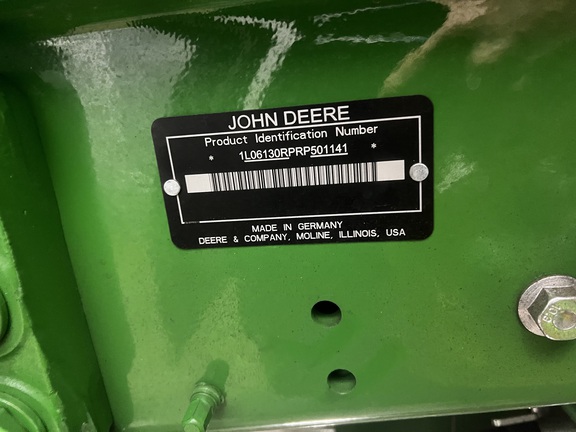 JOHN DEERE
Product Identification Number
* 1L06130RPRP501141 *
MADE IN GERMANY
DEERE & COMPANY, MOLINE, ILLINOIS, USA